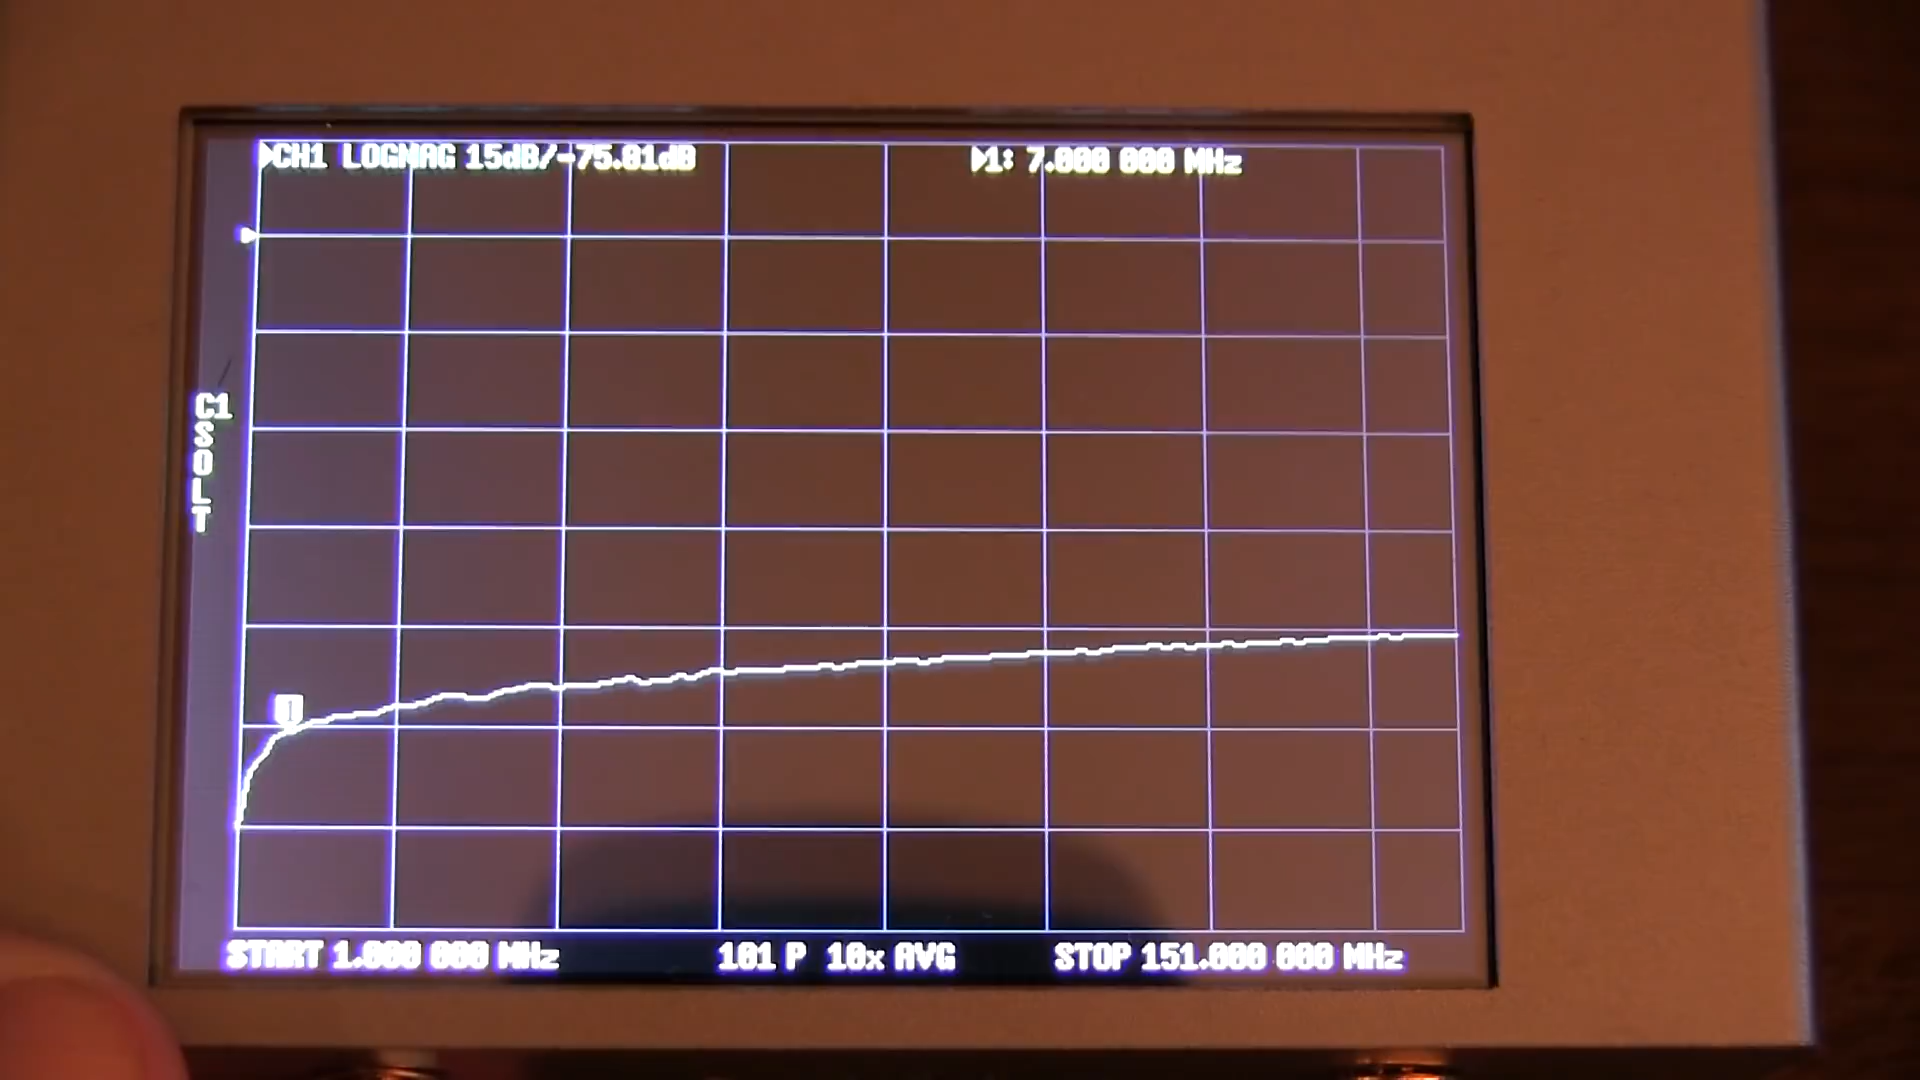 CH1 LOGMAG 15dB/-75.01dB
1: 7.000 000 MHz
C1
S
O
L
T
1
START 1.000 000 MHz
101 P 10x AVG
STOP 151.000 000 MHz